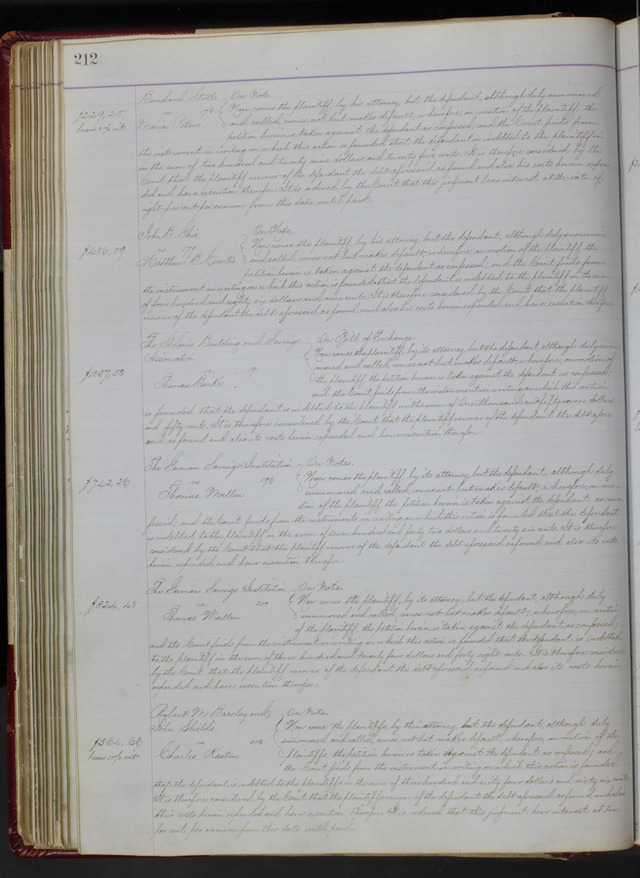 212
On Note.
$229.25
Now comes the plaintiff by his attorney, but the defendant, although duly summoned
and called, comes not but makes default, wherefore, on motion of the plaintiff, the
petition herein is taken against the defendant as confessed, and the Court finds from
the instrument in writing on which this action is founded that the defendant is indebted to the plaintiff in
the sum of two hundred and twenty nine dollars and twenty five cents. It is therefore considered by the
Court that the plaintiff recover of the defendant the debt aforesaid as found and also his costs herein expen-
ded and have execution therefor. It is ordered by the Court that this judgment bear interest at the rate of
eight per cent per annum from this date until paid.
John B.
On Note.
$486.09
Now comes the plaintiff by his attorney, but the defendant, although duly summoned
and called, comes not but makes default, wherefore, on motion of the plaintiff, the
petition herein is taken against the defendant as confessed, and the Court finds from
the instrument in writing on which this action is founded that the defendant is indebted to the plaintiff in the sum
of four hundred and eighty six dollars and nine cents. It is therefore considered by the Court that the plaintiff
recover of the defendant the debt aforesaid as found and also his costs herein expended and have execution therefor.
The Building and Savings
On Bill of Exchange.
Association
Now comes the plaintiff, by its attorney, but the defendant, although duly sum-
moned and called, comes not but makes default, wherefore, on motion of
Thomas
the plaintiff, the petition herein is taken against the defendant as confessed,
and the Court finds from the instrument in writing on which this action
is founded that the defendant is indebted to the plaintiff in the sum of One thousand and fifty seven dollars
and fifty cents. It is therefore considered by the Court that the plaintiff recover of the defendant the debt afore-
said as found and also its costs herein expended and have execution therefor.
The German Savings Institution
On Notes.
$742.26
vs 196
Now comes the plaintiff, by its attorney, but the defendant, although duly
Thomas
summoned and called, comes not but makes default, wherefore, on mo-
tion of the plaintiff, the petition herein is taken against the defendant as con-
fessed, and the Court finds from the instruments in writing on which this action is founded that the defendant
is indebted to the plaintiff in the sum of seven hundred and forty two dollars and twenty six cents. It is therefore
considered by the Court that the plaintiff recover of the defendant the debt aforesaid as found and also its costs
herein expended and have execution therefor.
The German Savings Institution
On Note.
$324.48
vs 200
Now comes the plaintiff, by its attorney, but the defendant, although duly
Thomas
summoned and called, comes not but makes default, wherefore, on motion
of the plaintiff, the petition herein is taken against the defendant as confessed,
and the Court finds from the instrument in writing on which this action is founded that the defendant is indebted
to the plaintiff in the sum of three hundred and twenty four dollars and forty eight cents. It is therefore considered
by the Court that the plaintiff recover of the defendant the debt aforesaid as found and also its costs herein
expended and have execution therefor.
Robert M. and
On Note.
John Shields
Now come the plaintiffs, by their attorney, but the defendant, although duly
$364.66
summoned and called, comes not but makes default, wherefore, on motion of the
Charles
plaintiffs, the petition herein is taken against the defendant as confessed, and
the Court finds from the instrument in writing on which this action is founded
that the defendant is indebted to the plaintiffs in the sum of three hundred and sixty four dollars and sixty six cents.
It is therefore considered by the Court that the plaintiffs recover of the defendant the debt aforesaid as found and also
their costs herein expended and have execution therefor. It is ordered that this judgment bear interest at ten
per cent, per annum from this date until paid.